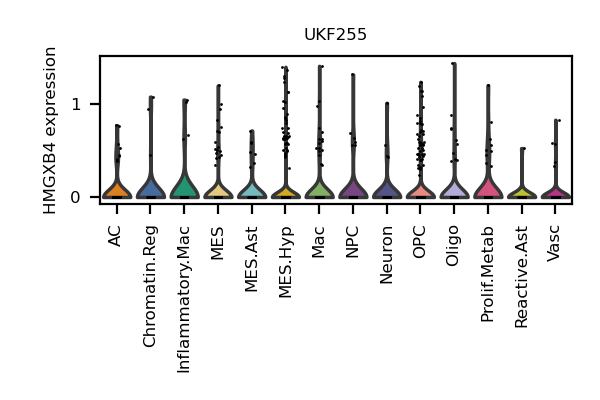 UKF255
HMGXB4 expression
1
0
AC
Chromatin.Reg
Inflammatory.Mac
MES
MES.Ast
MES.Hyp
Mac
NPC
Neuron
OPC
Oligo
Prolif.Metab
Reactive.Ast
Vasc